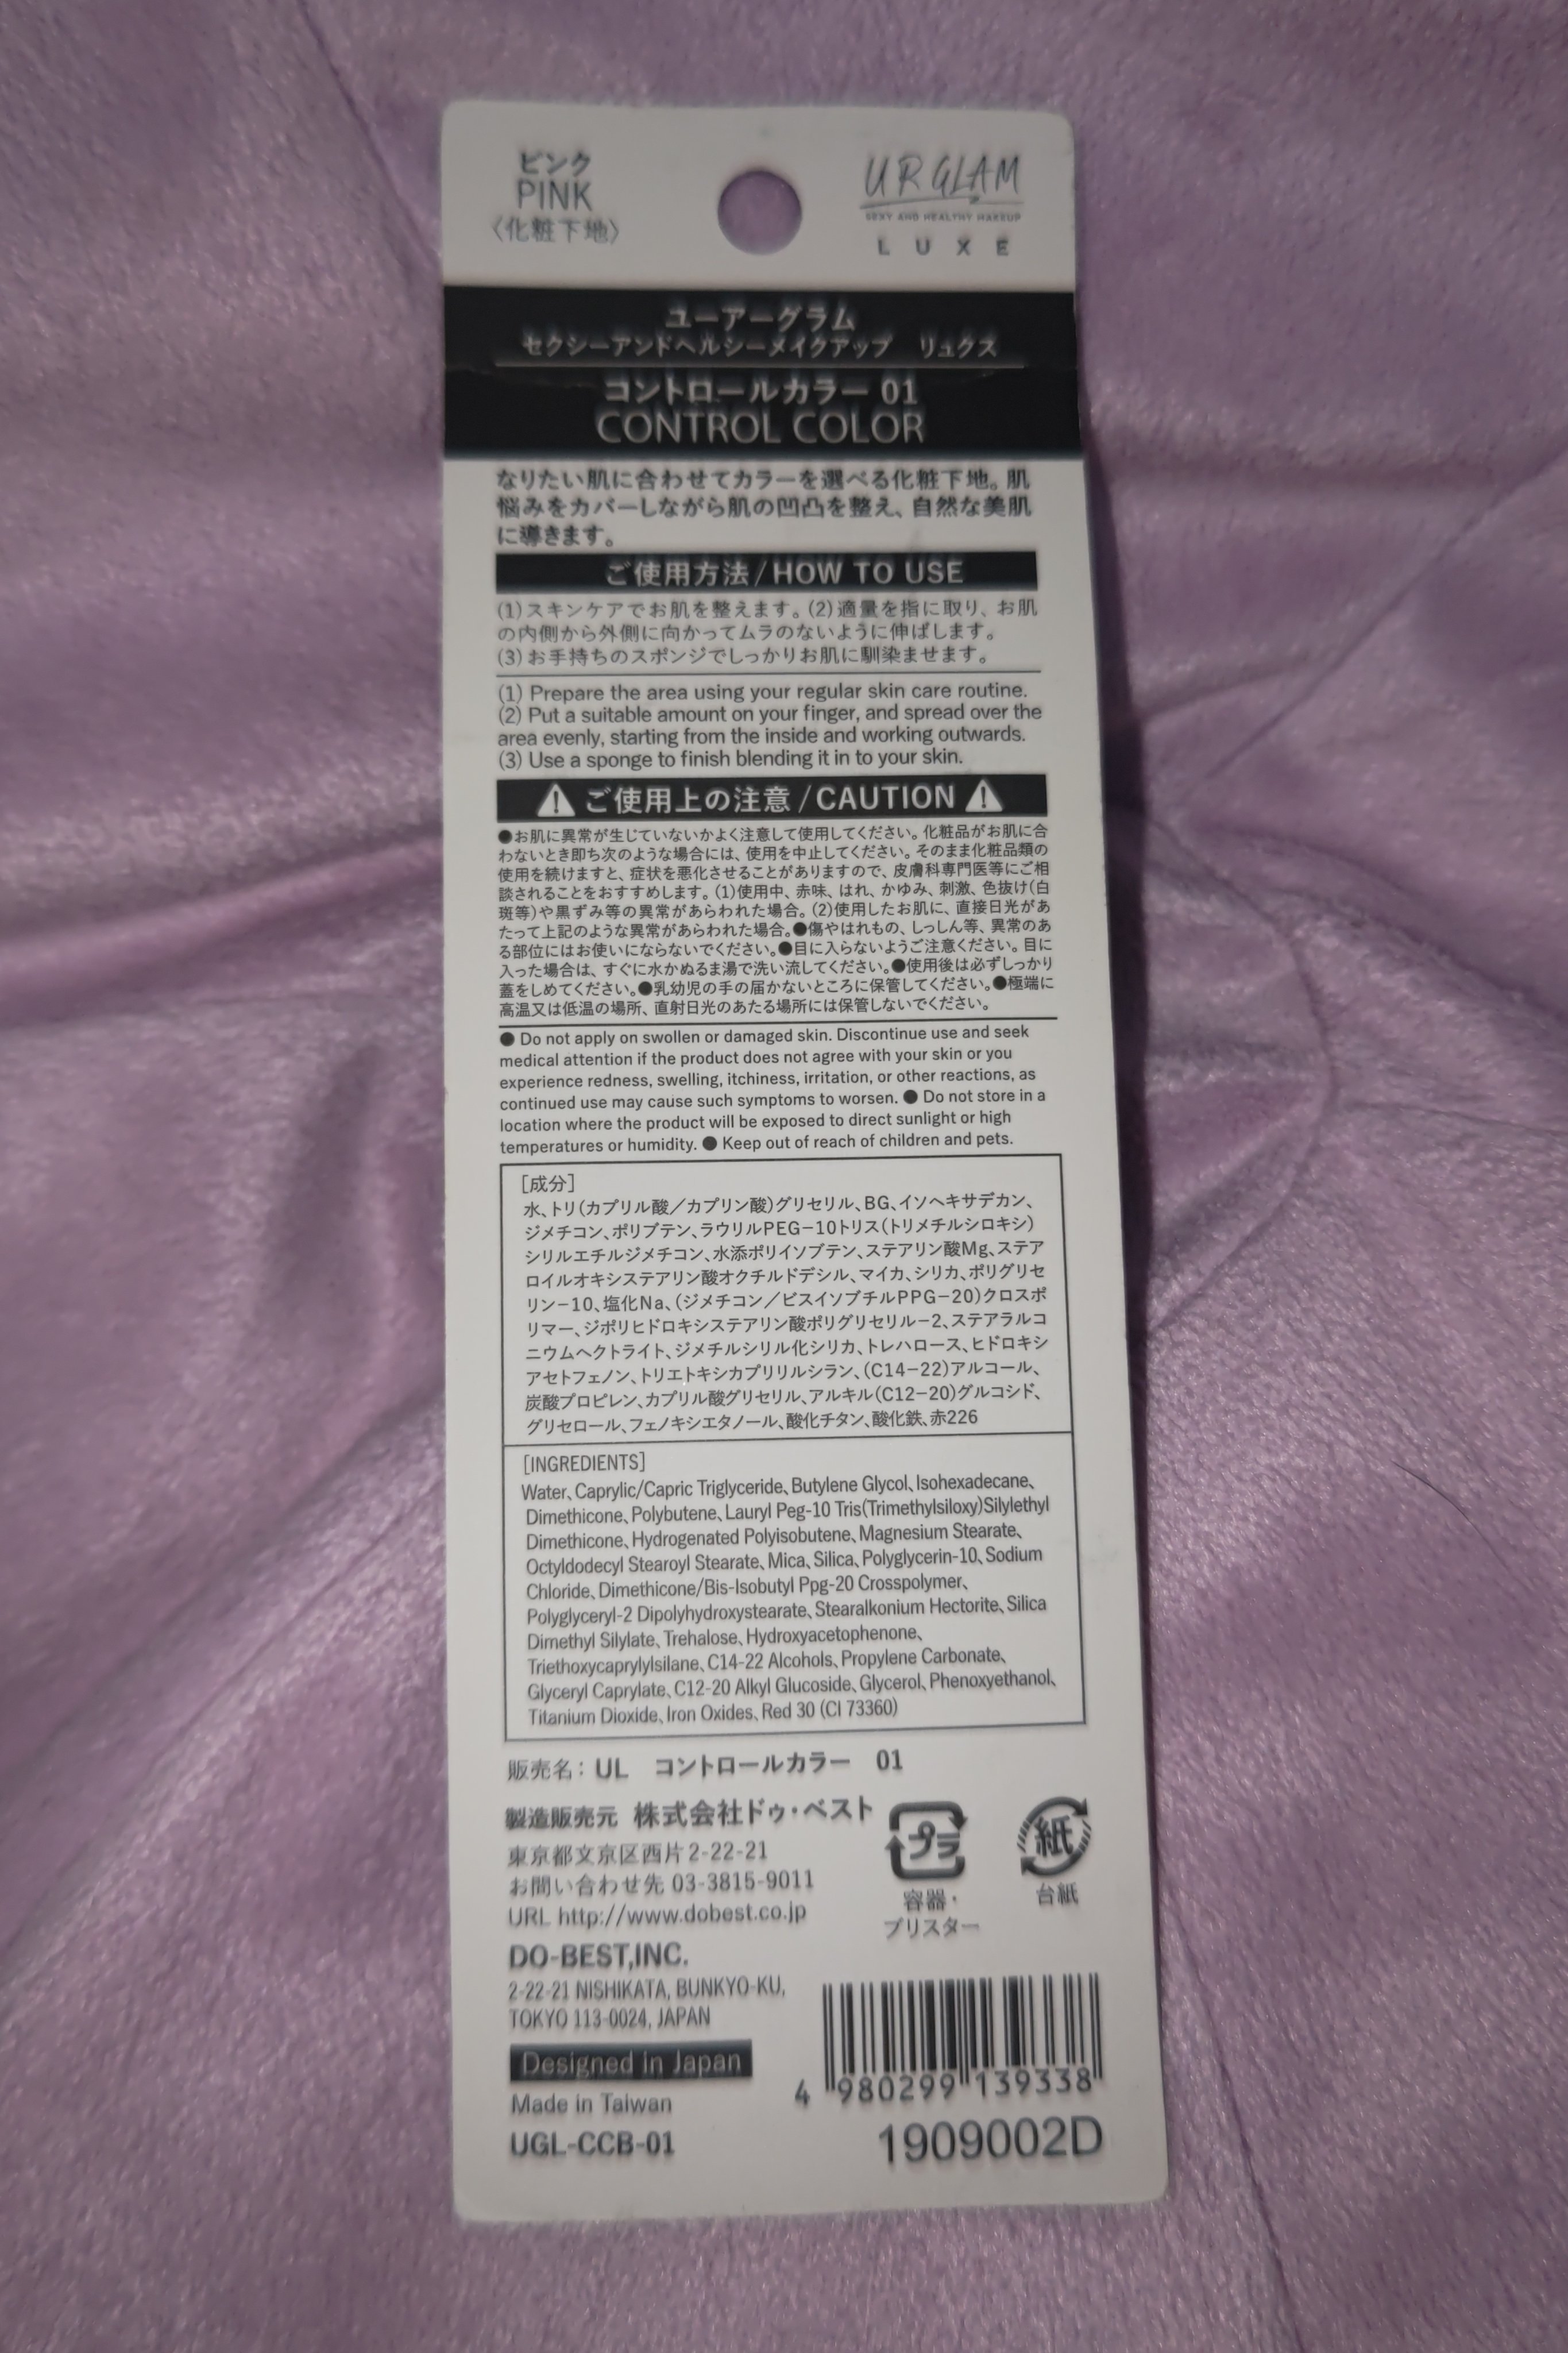 ピンク
PINK
〈化粧下地〉
UR GLAM
SEXY AND HEALTHY MAKEUP
LUXE
ユーアーグラム
セクシーアンドヘルシーメイクアップ リュクス
コントロールカラー 01
CONTROL COLOR
なりたい肌に合わせてカラーを選べる化粧下地。肌
悩みをカバーしながら肌の凹凸を整え、自然な美肌
に導きます。
ご使用方法/HOW TO USE
(1)スキンケアでお肌を整えます。(2)適量を指に取り、お肌
の内側から外側に向かってムラのないように伸ばします。
(3)お手持ちのスポンジでしっかりお肌に馴染ませます。
(1) Prepare the area using your regular skin care routine.
(2) Put a suitable amount on your finger, and spread over the
area evenly, starting from the inside and working outwards.
(3) Use a sponge to finish blending it in to your skin.
ご使用上の注意/CAUTION
●お肌に異常が生じていないかよく注意して使用してください。化粧品がお肌に合
わないとき即ち次のような場合には、使用を中止してください。そのまま化粧品類の
使用を続けますと、症状を悪化させることがありますので、皮膚科専門医等にご相
談されることをおすすめします。(1)使用中、赤味、はれ、かゆみ、刺激、色抜け(白
斑等)や黒ずみ等の異常があらわれた場合。(2)使用したお肌に、直接日光があ
たって上記のような異常があらわれた場合。●傷やはれもの、しっしん等、異常のあ
る部位にはお使いにならないでください。●目に入らないようご注意ください。目に
入った場合は、すぐに水かぬるま湯で洗い流してください。●使用後は必ずしっかり
蓋をしめてください。●乳幼児の手の届かないところに保管してください。●極端に
高温又は低温の場所、直射日光のあたる場所には保管しないでください。
● Do not apply on swollen or damaged skin. Discontinue use and seek
medical attention if the product does not agree with your skin or you
experience redness, swelling, itchiness, irritation, or other reactions, as
continued use may cause such symptoms to worsen. ● Do not store in a
location where the product will be exposed to direct sunlight or high
temperatures or humidity. ● Keep out of reach of children and pets.
[成分]
水、トリ(カプリル酸/カプリン酸)グリセリル、BG、イソヘキサデカン、
ジメチコン、ポリブテン、ラウリルPEG-10トリス(トリメチルシロキシ)
シリルエチルジメチコン、水添ポリイソブテン、ステアリン酸Mg、ステア
ロイルオキシステアリン酸オクチルドデシル、マイカ、シリカ、ポリグリセ
リン-10、塩化Na、(ジメチコン/ビスイソブチルPPG-20)クロスポ
リマー、ジポリヒドロキシステアリン酸ポリグリセリル-2、ステアラルコ
ニウムヘクトライト、ジメチルシリル化シリカ、トレハロース、ヒドロキシ
アセトフェノン、トリエトキシカプリリルシラン、(C14-22)アルコール、
炭酸プロピレン、カプリル酸グリセリル、アルキル(C12-20)グルコシド、
グリセロール、フェノキシエタノール、酸化チタン、酸化鉄、赤226
[INGREDIENTS]
Water、Caprylic/Capric Triglyceride、Butylene Glycol、Isohexadecane、
Dimethicone、Polybutene、Lauryl Peg-10 Tris(Trimethylsiloxy)Silylethyl
Dimethicone、Hydrogenated Polyisobutene、Magnesium Stearate、
Octyldodecyl Stearoyl Stearate、Mica、Silica、Polyglycerin-10、Sodium
Chloride、Dimethicone/Bis-Isobutyl Ppg-20 Crosspolymer、
Polyglyceryl-2 Dipolyhydroxystearate、Stearalkonium Hectorite、Silica
Dimethyl Silylate、Trehalose、Hydroxyacetophenone、
Triethoxycaprylylsilane、C14-22 Alcohols、Propylene Carbonate、
Glyceryl Caprylate、C12-20 Alkyl Glucoside、Glycerol、Phenoxyethanol、
Titanium Dioxide、Iron Oxides、Red 30 (CI 73360)
販売名：UL コントロールカラー 01
製造販売元 株式会社ドゥ・ベスト
東京都文京区西片2-22-21
お問い合わせ先 03-3815-9011
URL http://www.dobest.co.jp
プラ
容器・
ブリスター
紙
台紙
DO-BEST,INC.
2-22-21 NISHIKATA, BUNKYO-KU,
TOKYO 113-0024, JAPAN
Designed in Japan
Made in Taiwan
UGL-CCB-01
4 980299 139338
1909002D